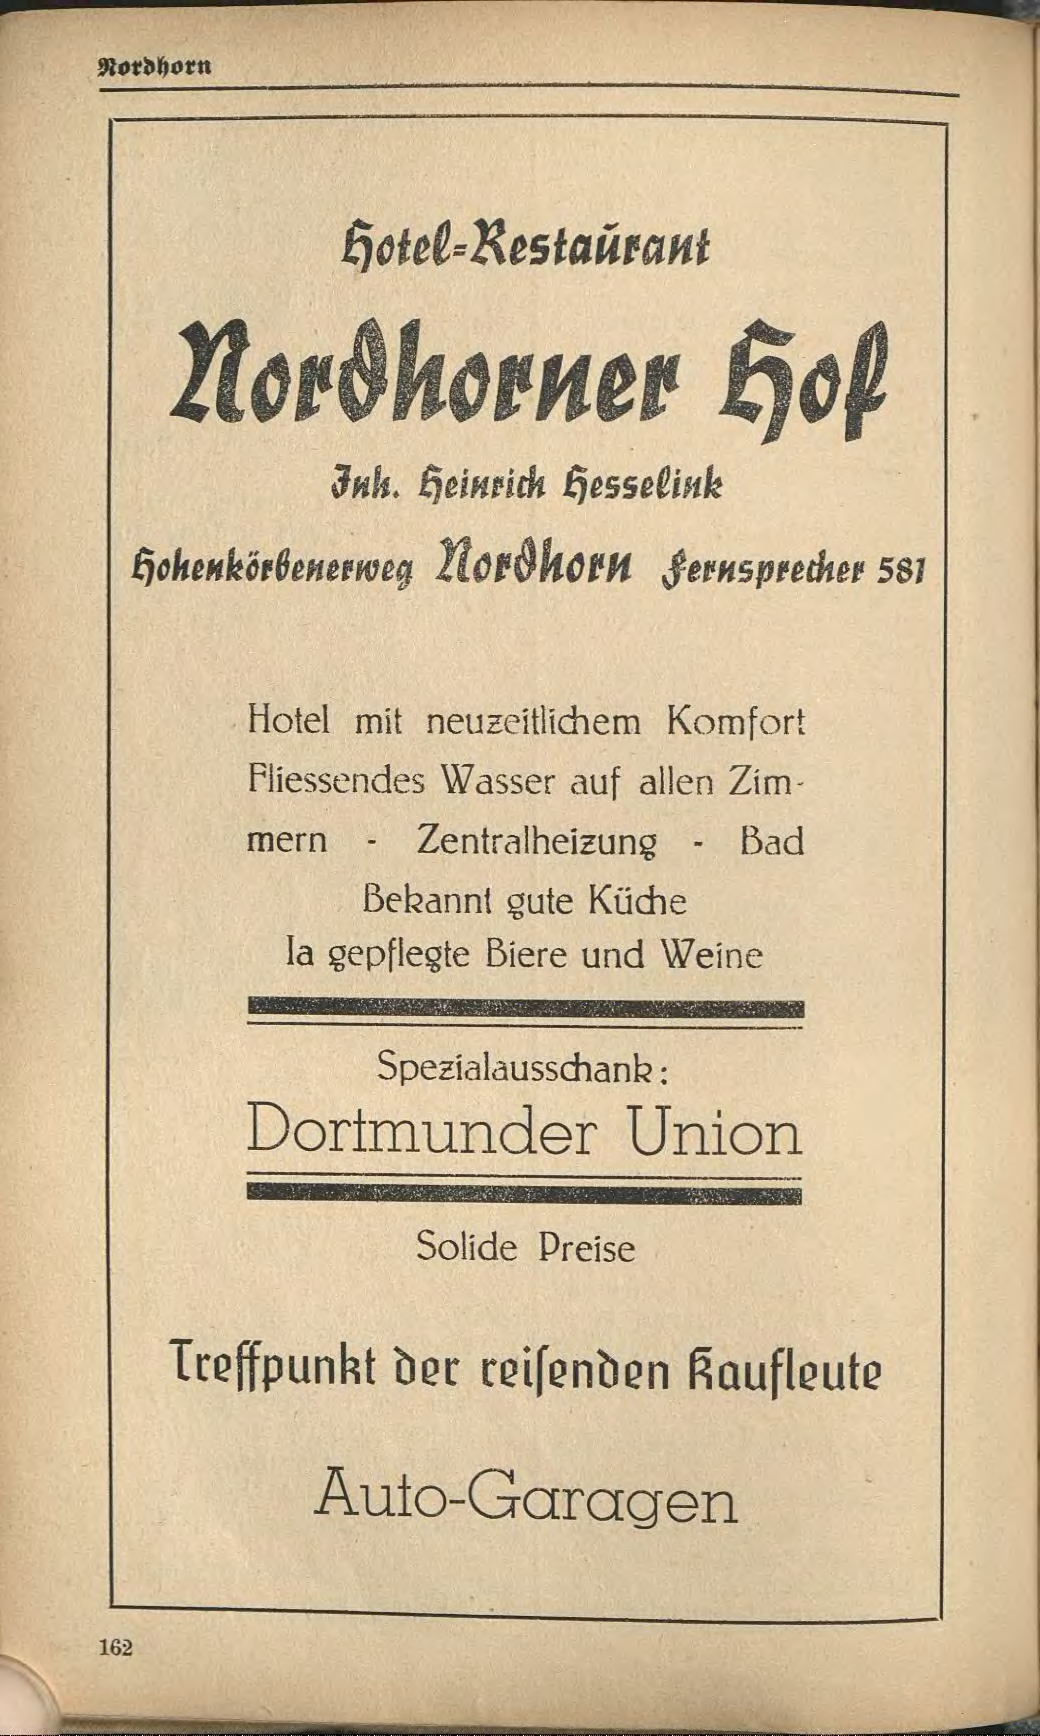 Nordhorn
Hotel-Restaurant
Nordhorner Hof
Inh. Heinrich Hesselink
Hohenkörbenerweg Nordhorn Fernsprecher 581
Hotel mit neuzeitlichem Komfort
Fliessendes Wasser auf allen Zim-
mern - Zentralheizung - Bad
Bekannt gute Küche
Ia gepflegte Biere und Weine
Spezialausschank:
Dortmunder Union
Solide Preise
Treffpunkt der reiſenden Kaufleute
Auto-Garagen
162